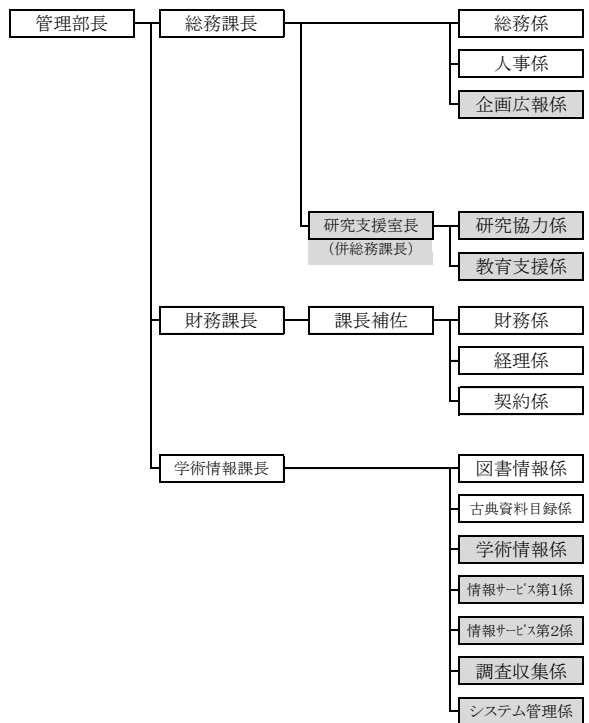 管理部長
総務課長
総務係
人事係
企画広報係
研究支援室長
（併総務課長）
研究協力係
教育支援係
財務課長
課長補佐
財務係
経理係
契約係
学術情報課長
図書情報係
古典資料目録係
学術情報係
情報ｻｰﾋﾞｽ第1係
情報ｻｰﾋﾞｽ第2係
調査収集係
システム管理係